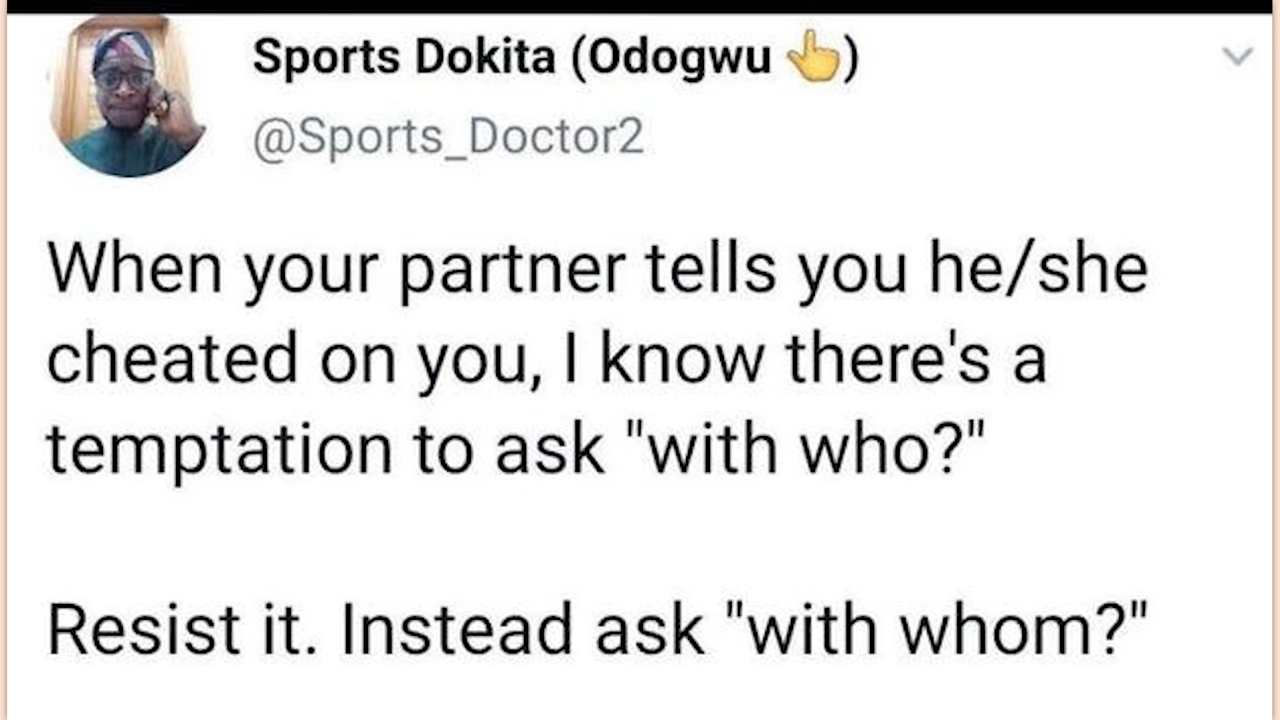 Sports Dokita (Odogwu 👆)
@Sports_Doctor2
When your partner tells you he/she
cheated on you, I know there's a
temptation to ask "with who?"
Resist it. Instead ask "with whom?"